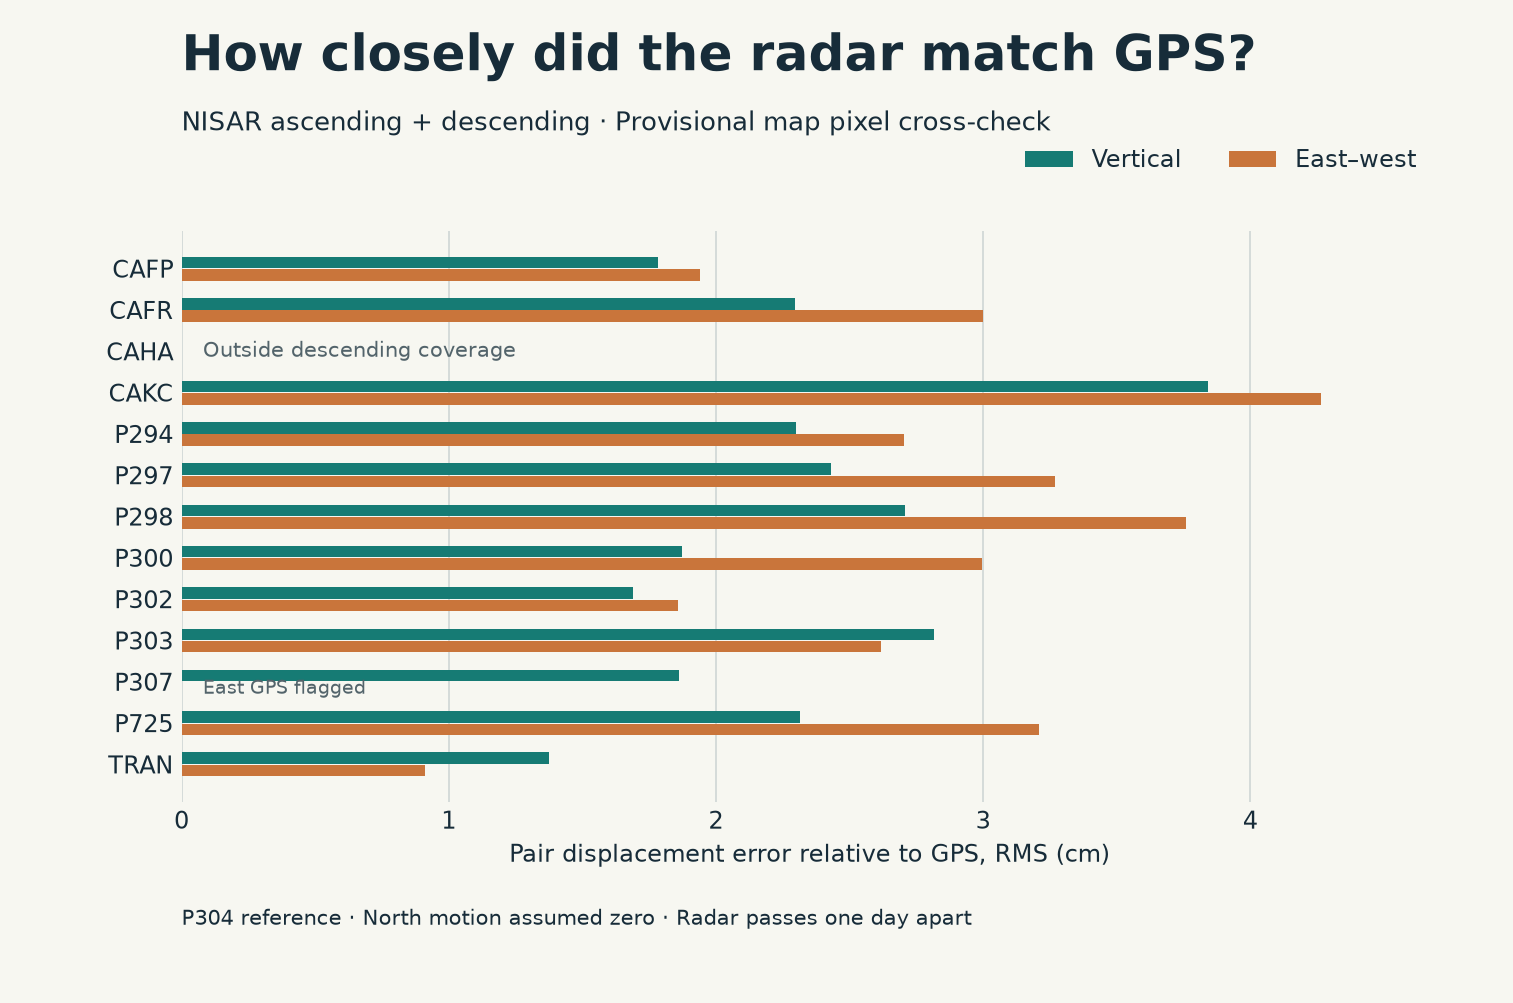 How closely did the radar match GPS?
NISAR ascending + descending · Provisional map pixel cross-check
Vertical East–west
CAFP
CAFR
CAHA Outside descending coverage
CAKC
P294
P297
P298
P300
P302
P303
P307 East GPS flagged
P725
TRAN
0 1 2 3 4
Pair displacement error relative to GPS, RMS (cm)
P304 reference · North motion assumed zero · Radar passes one day apart